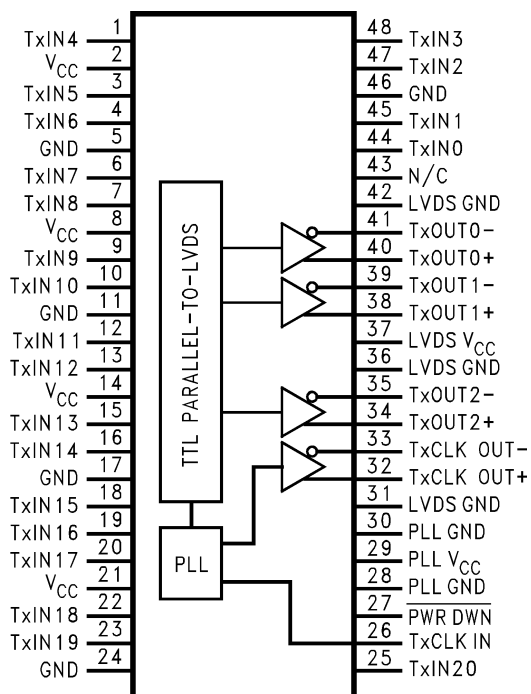 TxIN4 1 48 TxIN3
VCC 2 47 TxIN2
TxIN5 3 46 GND
TxIN6 4 45 TxIN1
GND 5 44 TxIN0
TxIN7 6 43 N/C
TxIN8 7 42 LVDS GND
VCC 8 41 TxOUT0-
TxIN9 9 40 TxOUT0+
TxIN10 10 39 TxOUT1-
GND 11 38 TxOUT1+
TxIN11 12 37 LVDS VCC
TxIN12 13 36 LVDS GND
VCC 14 35 TxOUT2-
TxIN13 15 34 TxOUT2+
TxIN14 16 33 TxCLK OUT-
GND 17 32 TxCLK OUT+
TxIN15 18 31 LVDS GND
TxIN16 19 30 PLL GND
TxIN17 20 29 PLL VCC
VCC 21 28 PLL GND
TxIN18 22 27 PWR DWN
TxIN19 23 26 TxCLK IN
GND 24 25 TxIN20
TTL PARALLEL-TO-LVDS
PLL